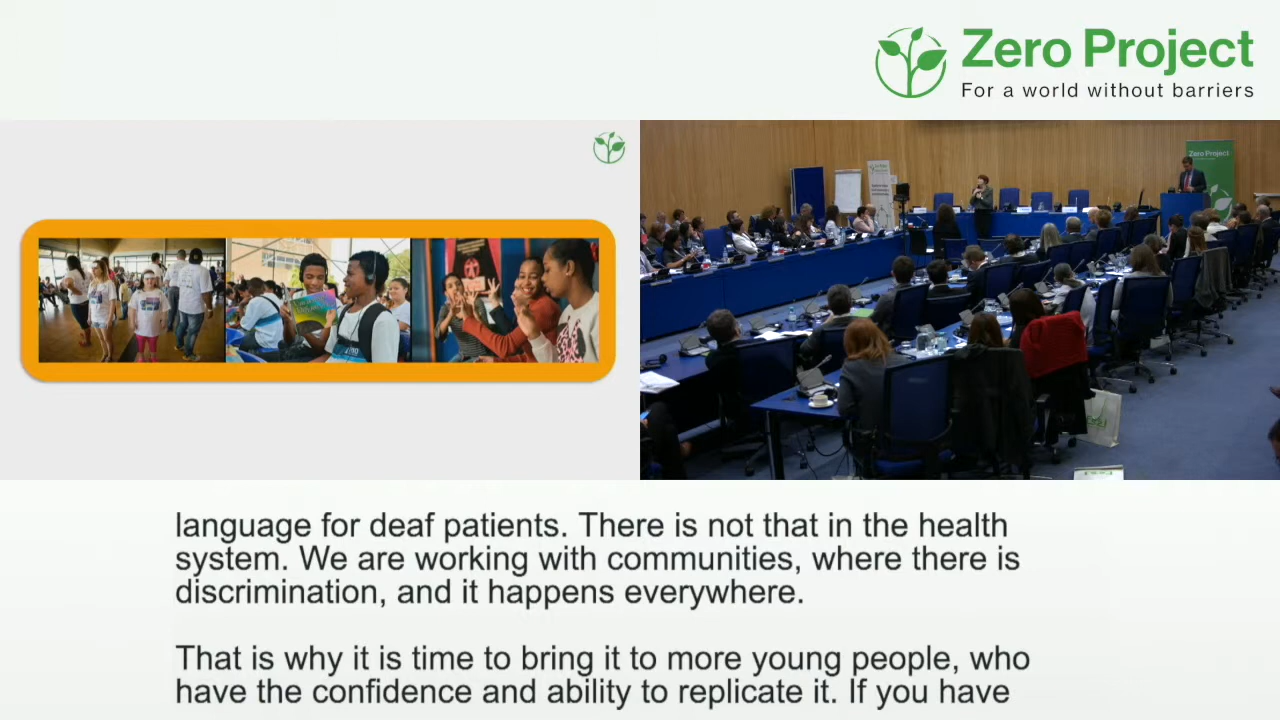 Zero Project
For a world without barriers
Zero Project
language for deaf patients. There is not that in the health
system. We are working with communities, where there is
discrimination, and it happens everywhere.
That is why it is time to bring it to more young people, who
have the confidence and ability to replicate it. If you have